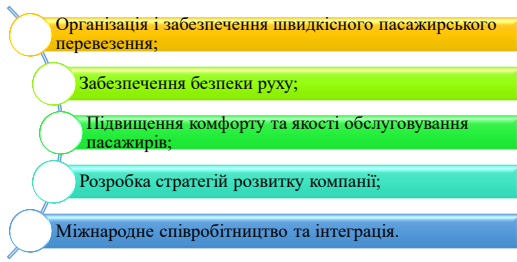 Організація і забезпечення швидкісного пасажирського
перевезення;
Забезпечення безпеки руху;
Підвищення комфорту та якості обслуговування
пасажирів;
Розробка стратегій розвитку компанії;
Міжнародне співробітництво та інтеграція.